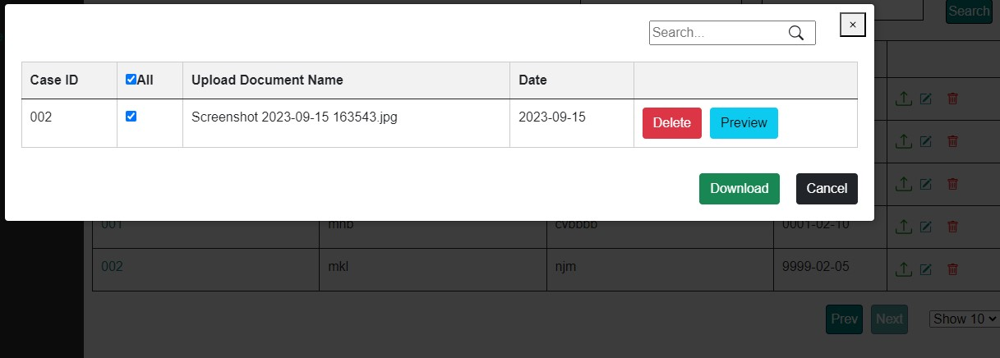 Search
Search...
×
Case ID All Upload Document Name Date
002 Screenshot 2023-09-15 163543.jpg 2023-09-15 Delete Preview
Download Cancel
001 mnb cvbbbb 0001-02-10
002 mkl njm 9999-02-05
Prev Next Show 10